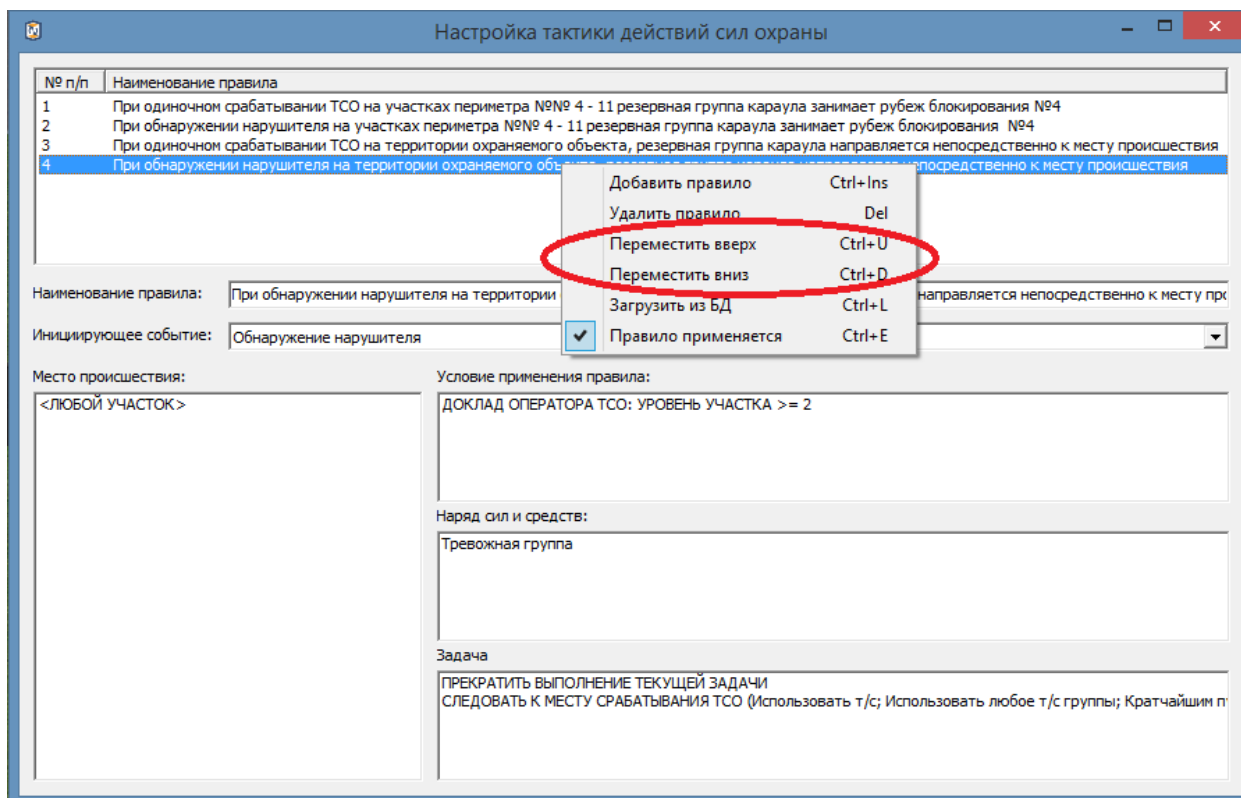 Настройка тактики действий сил охраны
№ п/п Наименование правила
1 При одиночном срабатывании ТСО на участках периметра №№ 4 - 11 резервная группа караула занимает рубеж блокирования №4
2 При обнаружении нарушителя на участках периметра №№ 4 - 11 резервная группа караула занимает рубеж блокирования №4
3 При одиночном срабатывании ТСО на территории охраняемого объекта, резервная группа караула направляется непосредственно к месту происшествия
4 При обнаружении нарушителя на территории охраняемого объекта, резервная группа караула направляется непосредственно к месту происшествия
Добавить правило Ctrl+Ins
Удалить правило Del
Переместить вверх Ctrl+U
Переместить вниз Ctrl+D
Загрузить из БД Ctrl+L
Правило применяется Ctrl+E
Наименование правила: При обнаружении нарушителя на территории направляется непосредственно к месту прс
Инициирующее событие: Обнаружение нарушителя
Место происшествия:
<ЛЮБОЙ УЧАСТОК>
Условие применения правила:
ДОКЛАД ОПЕРАТОРА ТСО: УРОВЕНЬ УЧАСТКА >= 2
Наряд сил и средств:
Тревожная группа
Задача
ПРЕКРАТИТЬ ВЫПОЛНЕНИЕ ТЕКУЩЕЙ ЗАДАЧИ
СЛЕДОВАТЬ К МЕСТУ СРАБАТЫВАНИЯ ТСО (Использовать т/с; Использовать любое т/с группы; Кратчайшим п